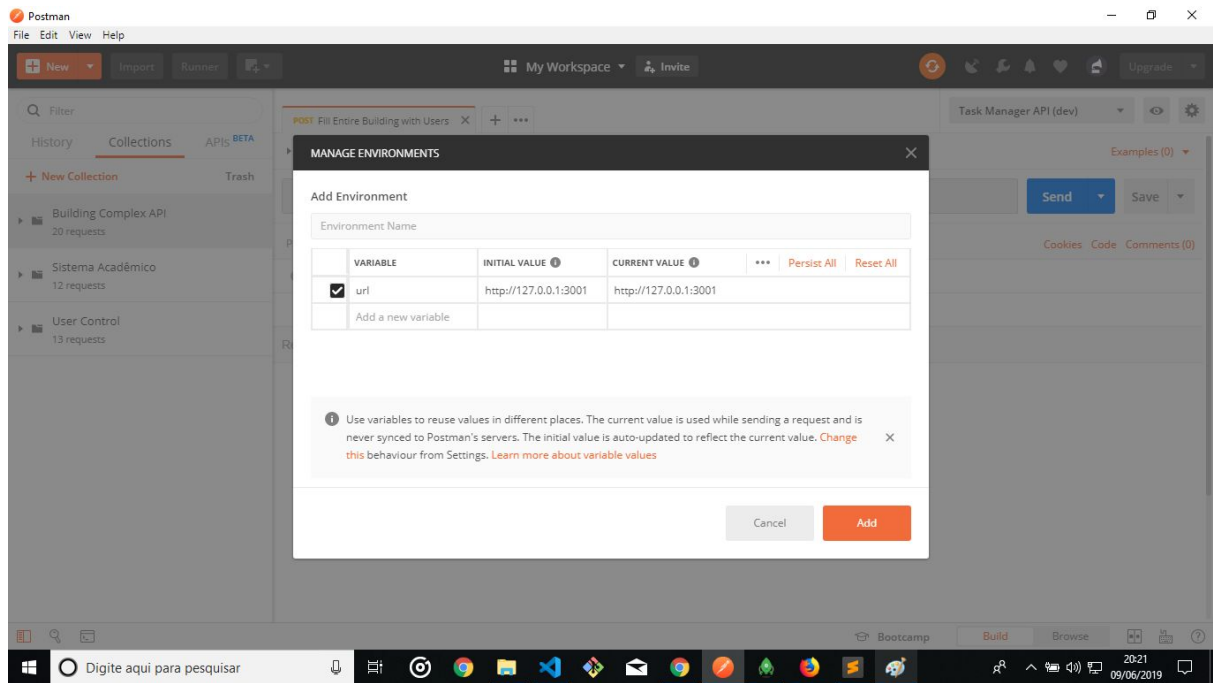 Postman
File Edit View Help
New Import Runner My Workspace Invite Upgrade
Filter
History Collections APIs BETA
+ New Collection Trash
Building Complex API
20 requests
Sistema Acadêmico
12 requests
User Control
13 requests
POST Fill Entire Building with Users
Task Manager API (dev)
Examples (0)
Send Save
Cookies Code Comments (0)
MANAGE ENVIRONMENTS
Add Environment
Environment Name
VARIABLE INITIAL VALUE CURRENT VALUE Persist All Reset All
url http://127.0.0.1:3001 http://127.0.0.1:3001
Add a new variable
Use variables to reuse values in different places. The current value is used while sending a request and is
never synced to Postman's servers. The initial value is auto-updated to reflect the current value. Change
this behaviour from Settings. Learn more about variable values
Cancel Add
Bootcamp Build Browse
Digite aqui para pesquisar
20:21
09/06/2019